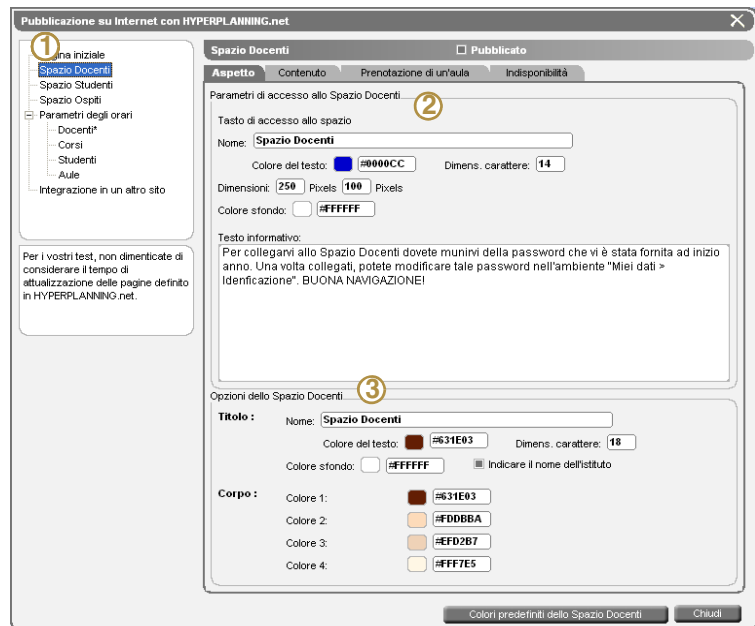 Pubblicazione su Internet con HYPERPLANNING.net
1
gina iniziale
Spazio Docenti
Spazio Studenti
Spazio Ospiti
Parametri degli orari
Docenti*
Corsi
Studenti
Aule
Integrazione in un altro sito
Per i vostri test, non dimenticate di
considerare il tempo di
attualizzazione delle pagine definito
in HYPERPLANNING.net.
Spazio Docenti Pubblicato
Aspetto Contenuto Prenotazione di un'aula Indisponibilità
Parametri di accesso allo Spazio Docenti 2
Tasto di accesso allo spazio
Nome: Spazio Docenti
Colore del testo: #0000CC Dimens. carattere: 14
Dimensioni: 250 Pixels 100 Pixels
Colore sfondo: #FFFFFF
Testo informativo:
Per collegarvi allo Spazio Docenti dovete munirvi della password che vi è stata fornita ad inizio
anno. Una volta collegati, potete modificare tale password nell'ambiente "Miei dati >
Idenficazione". BUONA NAVIGAZIONE!
Opzioni dello Spazio Docenti 3
Titolo : Nome: Spazio Docenti
Colore del testo: #631E03 Dimens. carattere: 18
Colore sfondo: #FFFFFF Indicare il nome dell'istituto
Corpo : Colore 1: #631E03
Colore 2: #FDDBBA
Colore 3: #EFD2B7
Colore 4: #FFF7E5
Colori predefiniti dello Spazio Docenti Chiudi